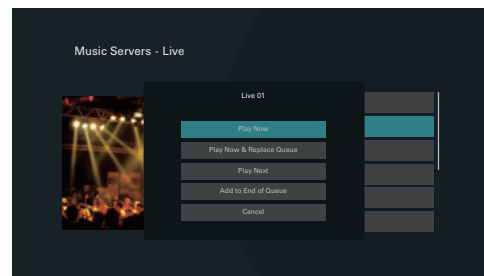 Music Servers - Live
Live 01
Play Now
Play Now & Replace Queue
Play Next
Add to End of Queue
Cancel